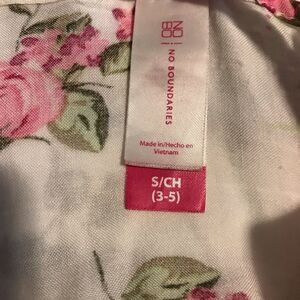 NO
BO
NO BOUNDARIES
Made in/Hecho en
Vietnam
S/CH
(3-5)